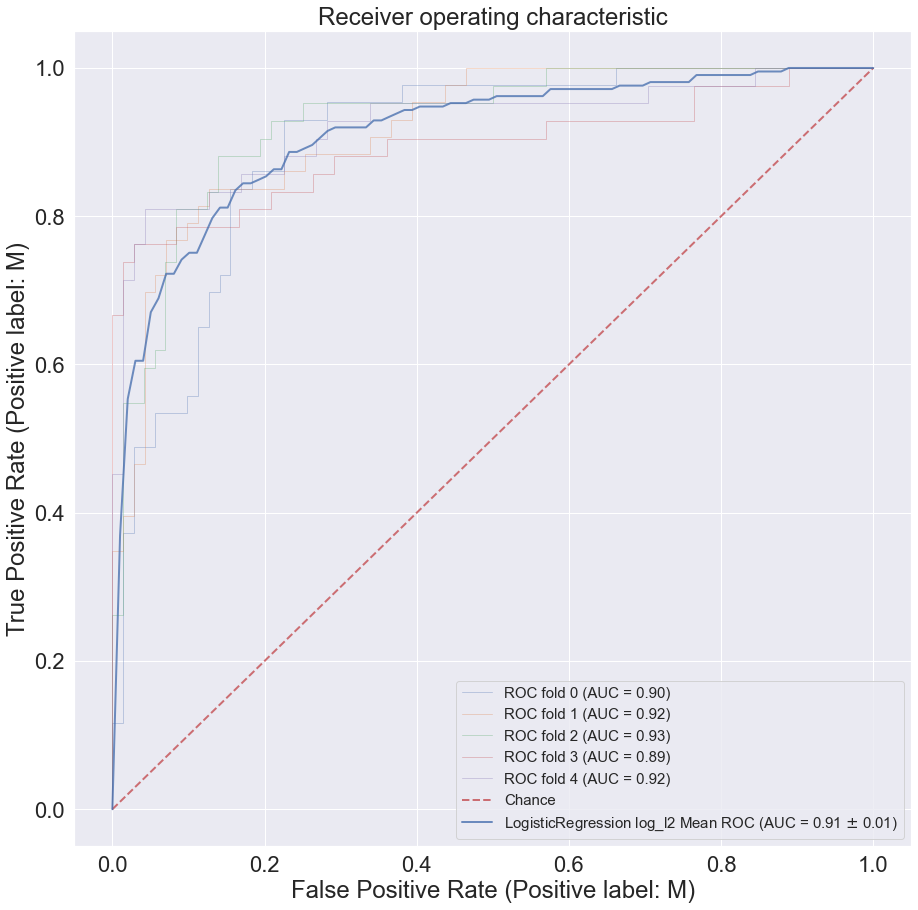 Receiver operating characteristic
True Positive Rate (Positive label: M)
1.0
0.8
0.6
0.4
0.2
0.0
ROC fold 0 (AUC = 0.90)
ROC fold 1 (AUC = 0.92)
ROC fold 2 (AUC = 0.93)
ROC fold 3 (AUC = 0.89)
ROC fold 4 (AUC = 0.92)
Chance
LogisticRegression log_l2 Mean ROC (AUC = 0.91 ± 0.01)
0.0 0.2 0.4 0.6 0.8 1.0
False Positive Rate (Positive label: M)